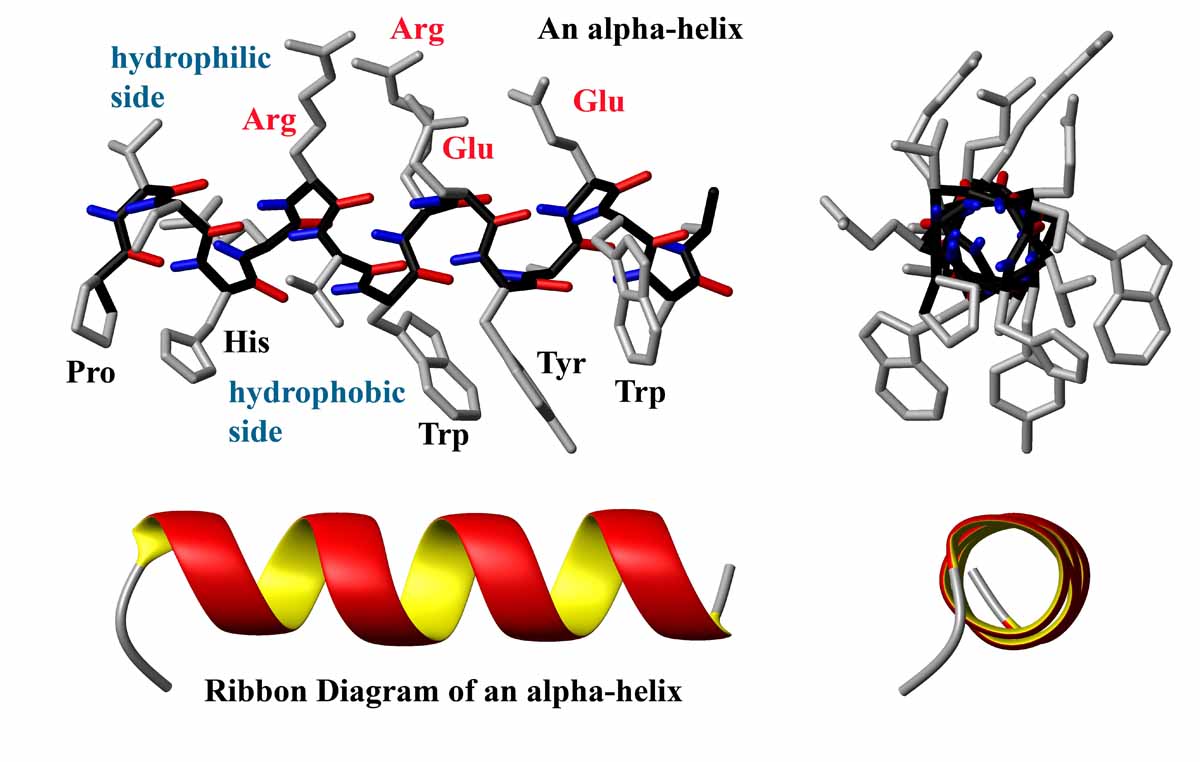 An alpha-helix
hydrophilic
side
Arg
Arg
Glu
Glu
Pro
His
hydrophobic
side
Trp
Tyr
Trp
Ribbon Diagram of an alpha-helix